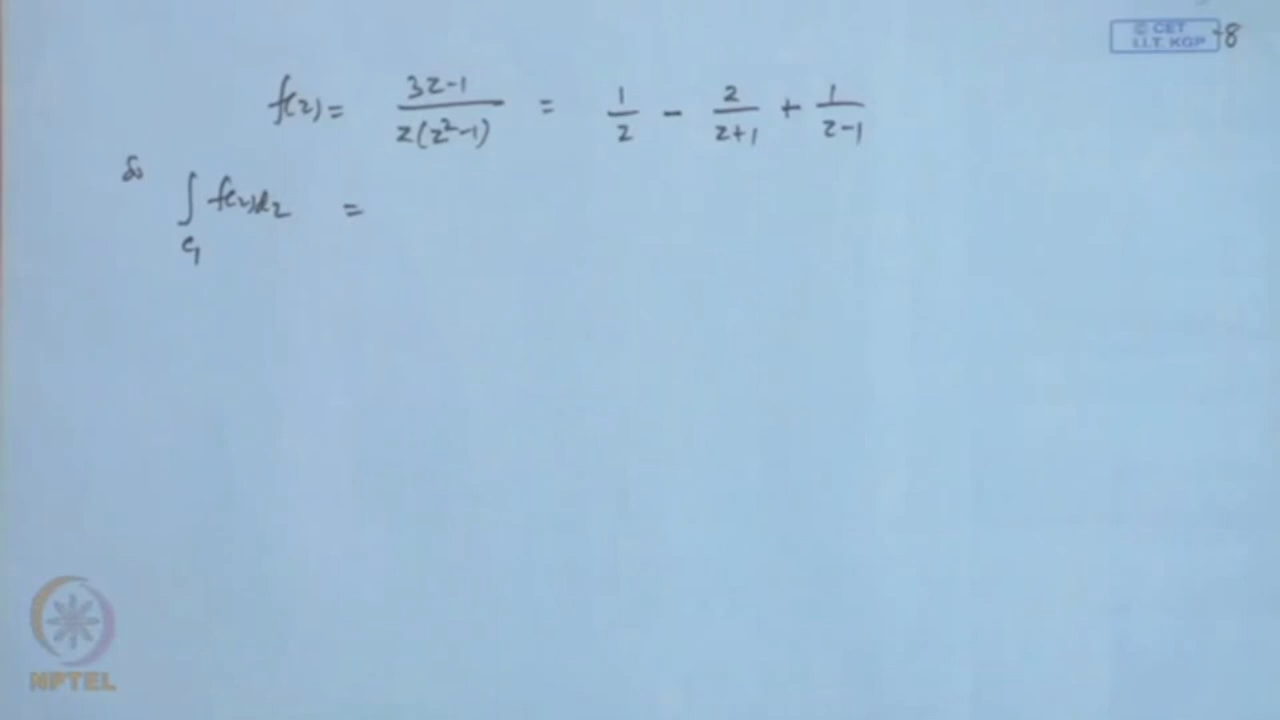 © CET
I.I.T. KGP
-8
f(z) = (3z-1)/(z(z²-1)) = 1/z - 2/(z+1) + 1/(z-1)
So
∫_{C₁} f(z)dz =
NPTEL